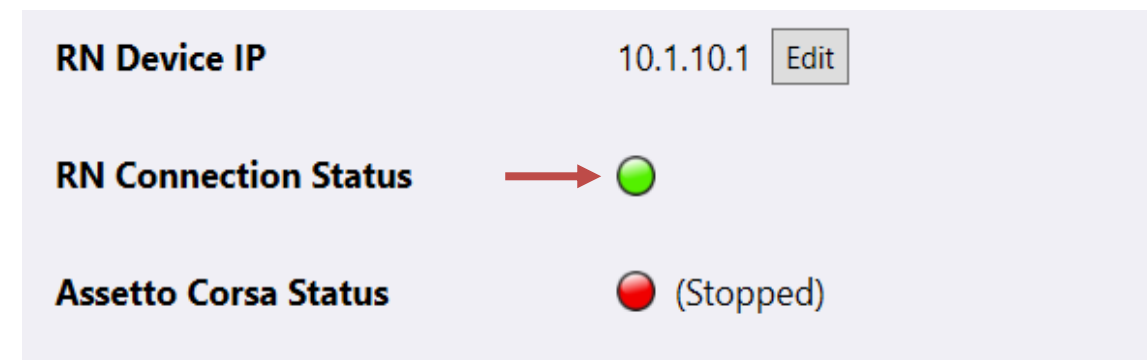 RN Device IP 10.1.10.1 Edit
RN Connection Status
Assetto Corsa Status (Stopped)